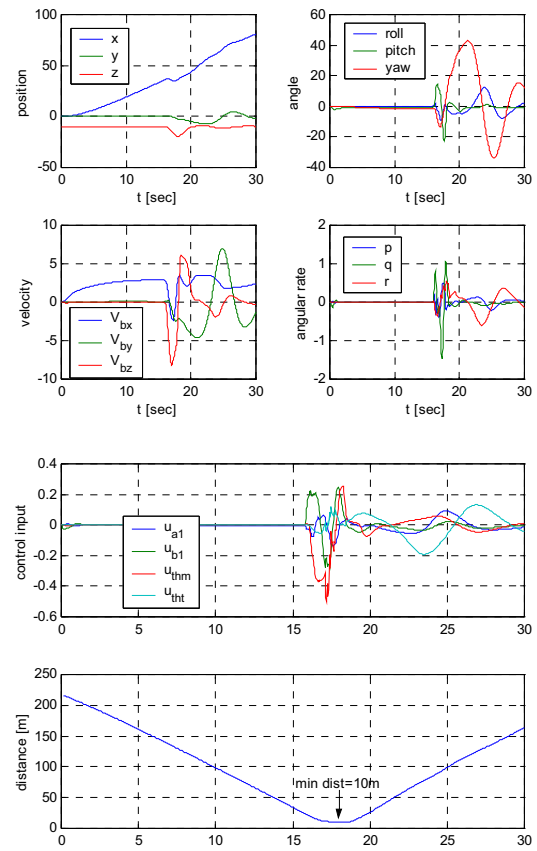 100
50
0
-50
position
x
y
z
0 10 20 30
t [sec]
60
40
20
0
-20
-40
angle
roll
pitch
yaw
0 10 20 30
t [sec]
10
5
0
-5
-10
velocity
V_bx
V_by
V_bz
0 10 20 30
t [sec]
2
1
0
-1
-2
angular rate
p
q
r
0 10 20 30
t [sec]
0.4
0.2
0
-0.2
-0.4
-0.6
control input
u_a1
u_b1
u_thm
u_tht
0 5 10 15 20 25 30
250
200
150
100
50
0
distance [m]
min dist=10m
0 5 10 15 20 25 30